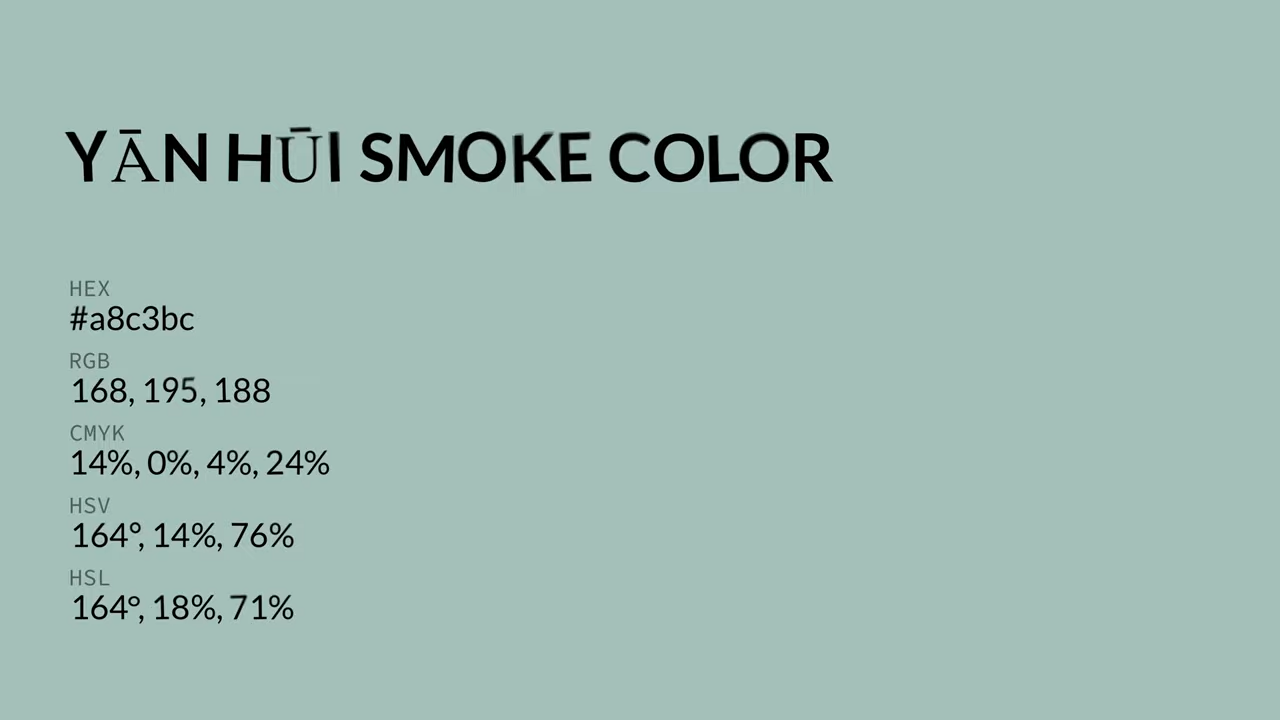 YĀN HŪI SMOKE COLOR
HEX
#a8c3bc
RGB
168, 195, 188
CMYK
14%, 0%, 4%, 24%
HSV
164°, 14%, 76%
HSL
164°, 18%, 71%